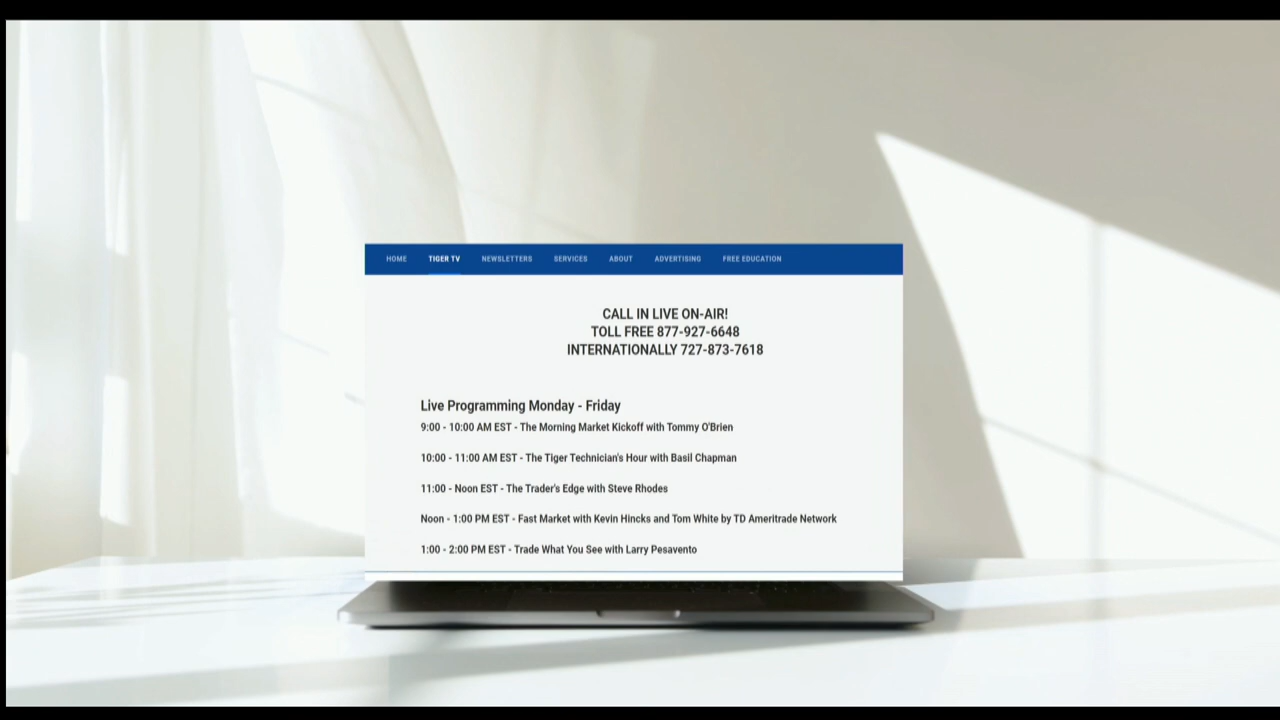 HOME TIGER TV NEWSLETTERS SERVICES ABOUT ADVERTISING FREE EDUCATION
CALL IN LIVE ON-AIR!
TOLL FREE 877-927-6648
INTERNATIONALLY 727-873-7618
Live Programming Monday - Friday
9:00 - 10:00 AM EST - The Morning Market Kickoff with Tommy O'Brien
10:00 - 11:00 AM EST - The Tiger Technician's Hour with Basil Chapman
11:00 - Noon EST - The Trader's Edge with Steve Rhodes
Noon - 1:00 PM EST - Fast Market with Kevin Hincks and Tom White by TD Ameritrade Network
1:00 - 2:00 PM EST - Trade What You See with Larry Pesavento